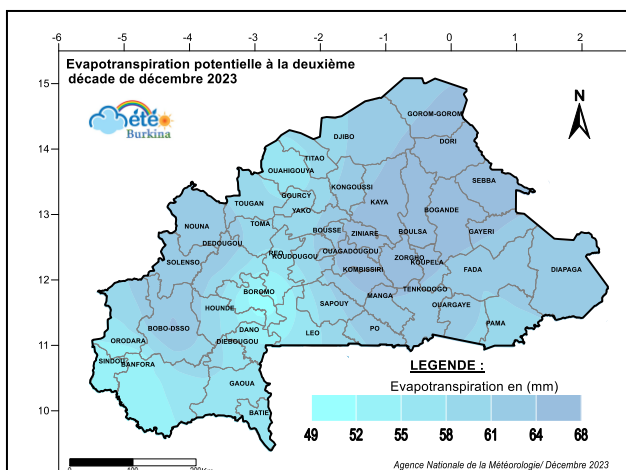 -6 -5 -4 -3 -2 -1 0 1 2
Evapotranspiration potentielle à la deuxième
décade de décembre 2023
météo
Burkina
N
15
14
13
12
11
10
GOROM-GOROM
DJIBO
DORI
TITAO
OUAHIGOUYA
SEBBA
KONGOUSSI
GOURCY
TOUGAN
KAYA
YAKO
BOGANDE
NOUNA
TOMA
BOUSSE
ZINIARE
BOULSA
GAYERI
DEDOUGOU
REO
OUAGADOUGOU
KOUDOUGOU
ZORGHO
SOLENSO
KOUPELA
KOMBISSIRI
FADA
DIAPAGA
BOROMO
TENKODOGO
MANGA
HOUNDE
SAPOUY
OUARGAYE
BOBO-DSSO
DANO
LEO
PO
PAMA
ORODARA
DIEBOUGOU
SINDOU
BANFORA
GAOUA
BATIE
LEGENDE :
Evapotranspiration en (mm)
49 52 55 58 61 64 68
0 100
Agence Nationale de la Météorologie/ Décembre 2023